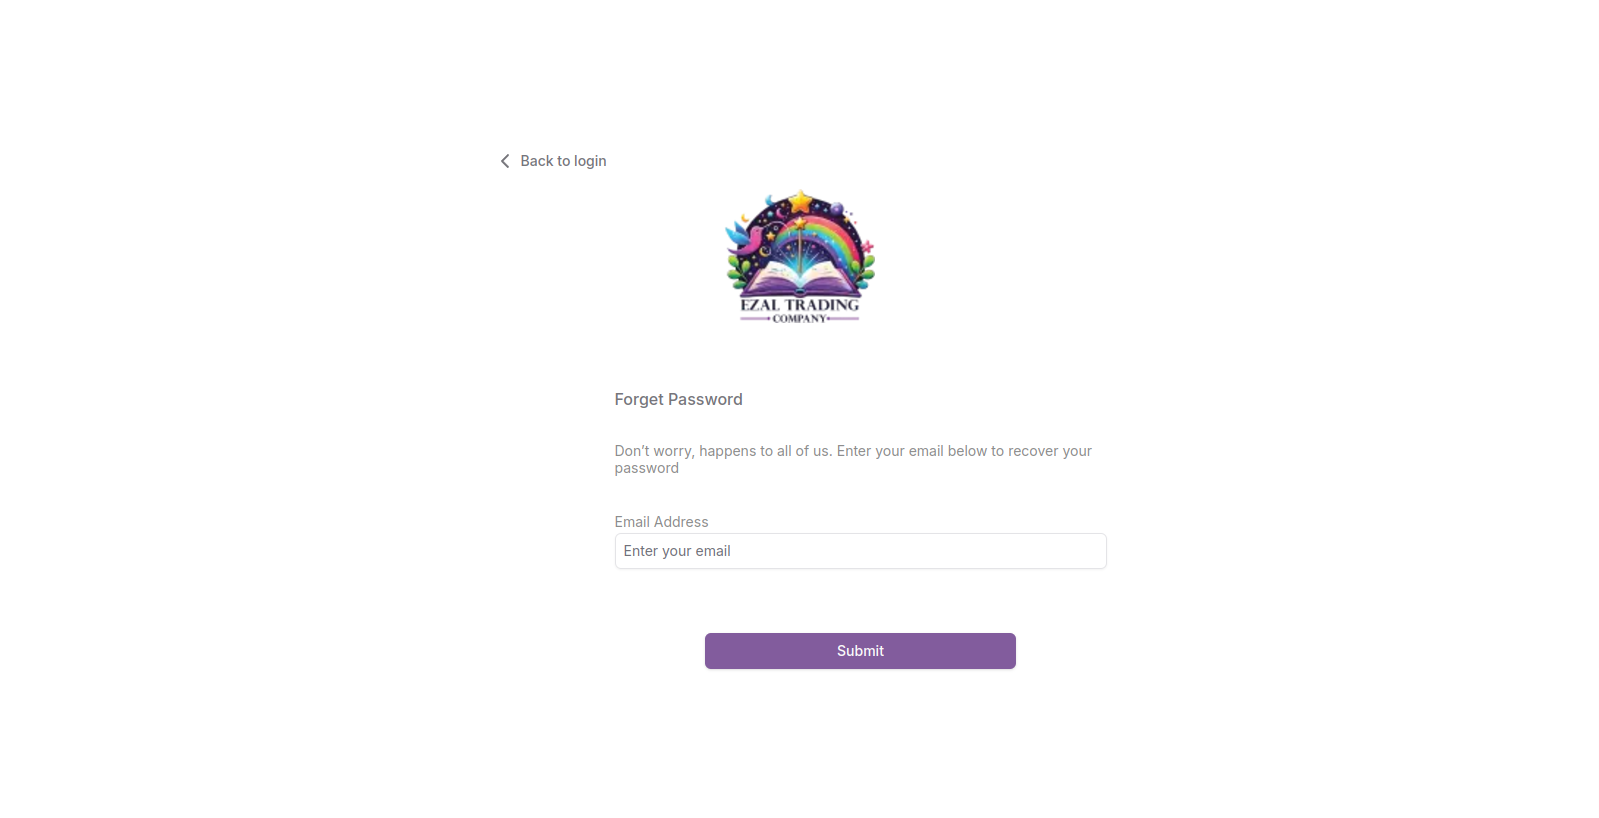 Back to login
EZAL TRADING
COMPANY
Forget Password
Don’t worry, happens to all of us. Enter your email below to recover your
password
Email Address
Enter your email
Submit